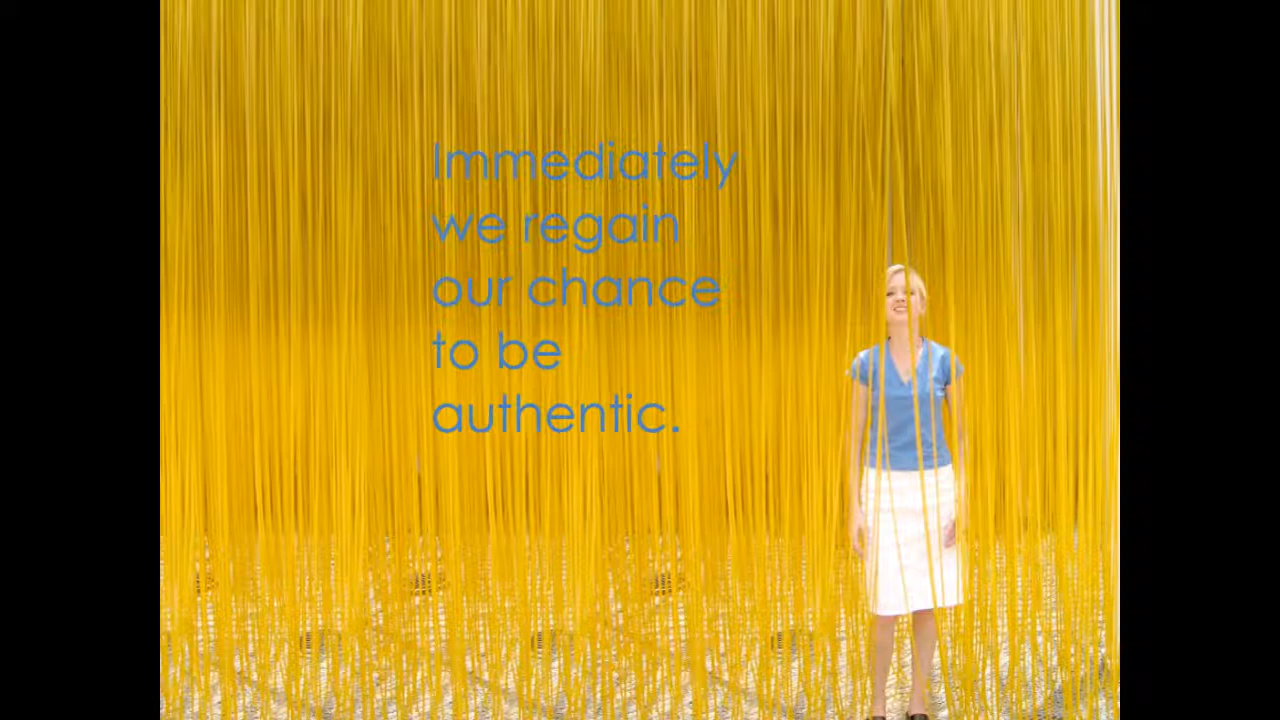 Immediately
we regain
our chance
to be
authentic.